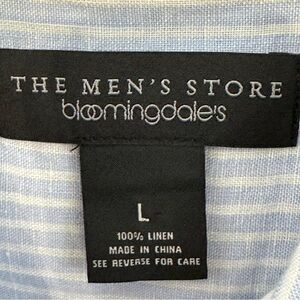 THE MEN'S STORE
bloomingdale's
L
100% LINEN
MADE IN CHINA
SEE REVERSE FOR CARE